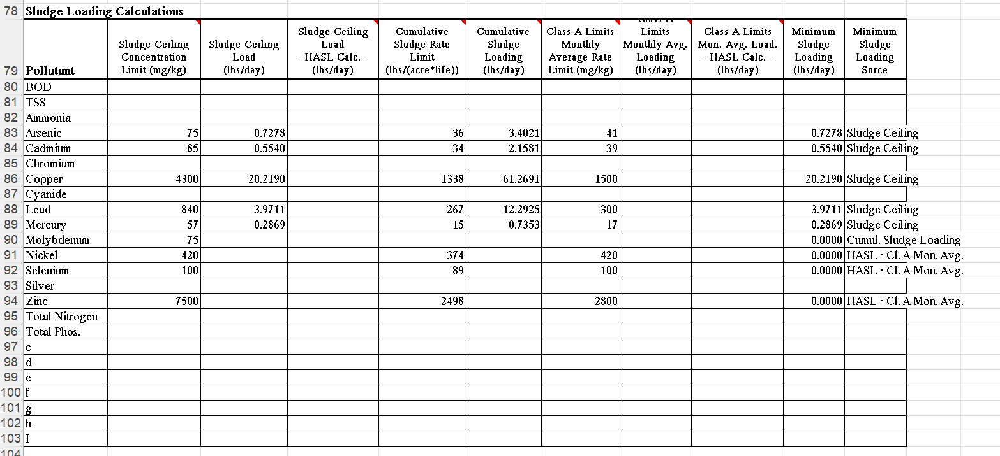 78 Sludge Loading Calculations
79 Pollutant | Sludge Ceiling Concentration Limit (mg/kg) | Sludge Ceiling Load (lbs/day) | Sludge Ceiling Load - HASL Calc. - (lbs/day) | Cumulative Sludge Rate Limit (lbs/(acre*life)) | Cumulative Sludge Loading (lbs/day) | Class A Limits Monthly Average Rate Limit (mg/kg) | Class A Limits Monthly Avg. Loading (lbs/day) | Class A Limits Mon. Avg. Load. - HASL Calc. - (lbs/day) | Minimum Sludge Loading (lbs/day) | Minimum Sludge Loading Sorce
80 BOD
81 TSS
82 Ammonia
83 Arsenic 75 0.7278 36 3.4021 41 0.7278 Sludge Ceiling
84 Cadmium 85 0.5540 34 2.1581 39 0.5540 Sludge Ceiling
85 Chromium
86 Copper 4300 20.2190 1338 61.2691 1500 20.2190 Sludge Ceiling
87 Cyanide
88 Lead 840 3.9711 267 12.2925 300 3.9711 Sludge Ceiling
89 Mercury 57 0.2869 15 0.7353 17 0.2869 Sludge Ceiling
90 Molybdenum 75 0.0000 Cumul. Sludge Loading
91 Nickel 420 374 420 0.0000 HASL - Cl. A Mon. Avg.
92 Selenium 100 89 100 0.0000 HASL - Cl. A Mon. Avg.
93 Silver
94 Zinc 7500 2498 2800 0.0000 HASL - Cl. A Mon. Avg.
95 Total Nitrogen
96 Total Phos.
97 c
98 d
99 e
100 f
101 g
102 h
103 I
104